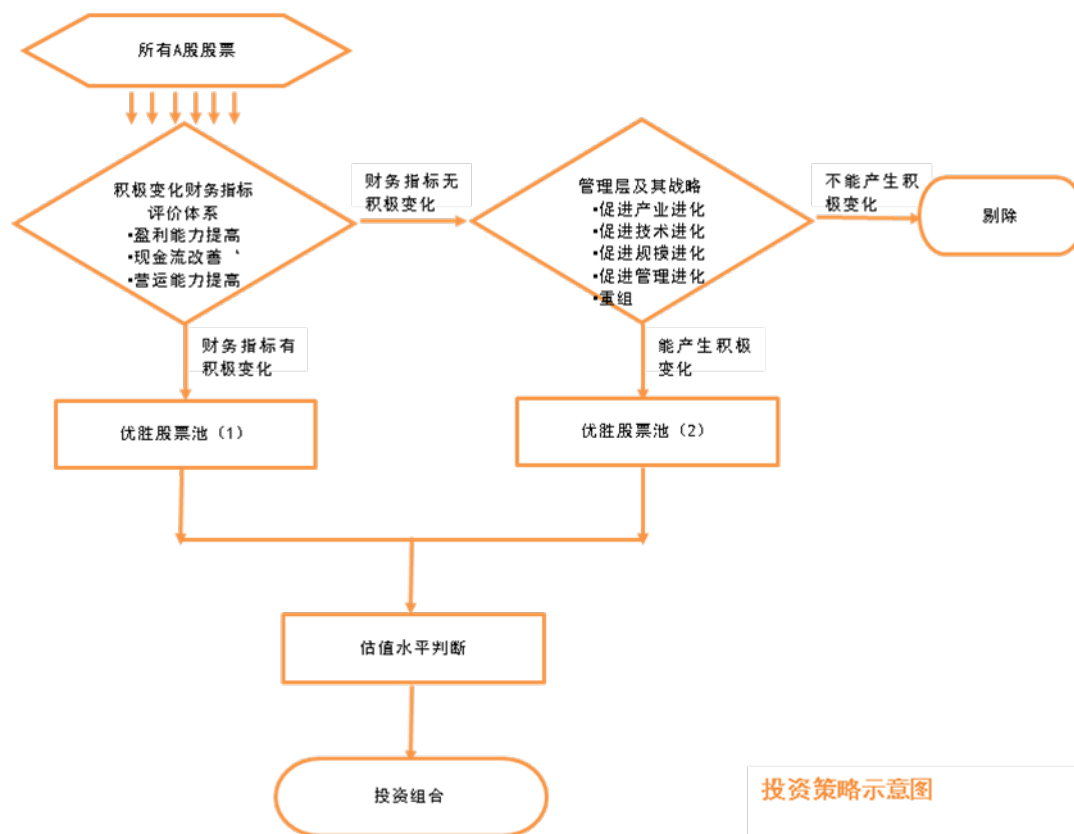 所有A股股票
积极变化财务指标
评价体系
▪盈利能力提高
▪现金流改善 、
▪营运能力提高
财务指标无
积极变化
管理层及其战略
▪促进产业进化
▪促进技术进化
▪促进规模进化
▪促进管理进化
▪重组
不能产生积
极变化
剔除
财务指标有
积极变化
能产生积极
变化
优胜股票池（1）
优胜股票池（2）
估值水平判断
投资组合
投资策略示意图